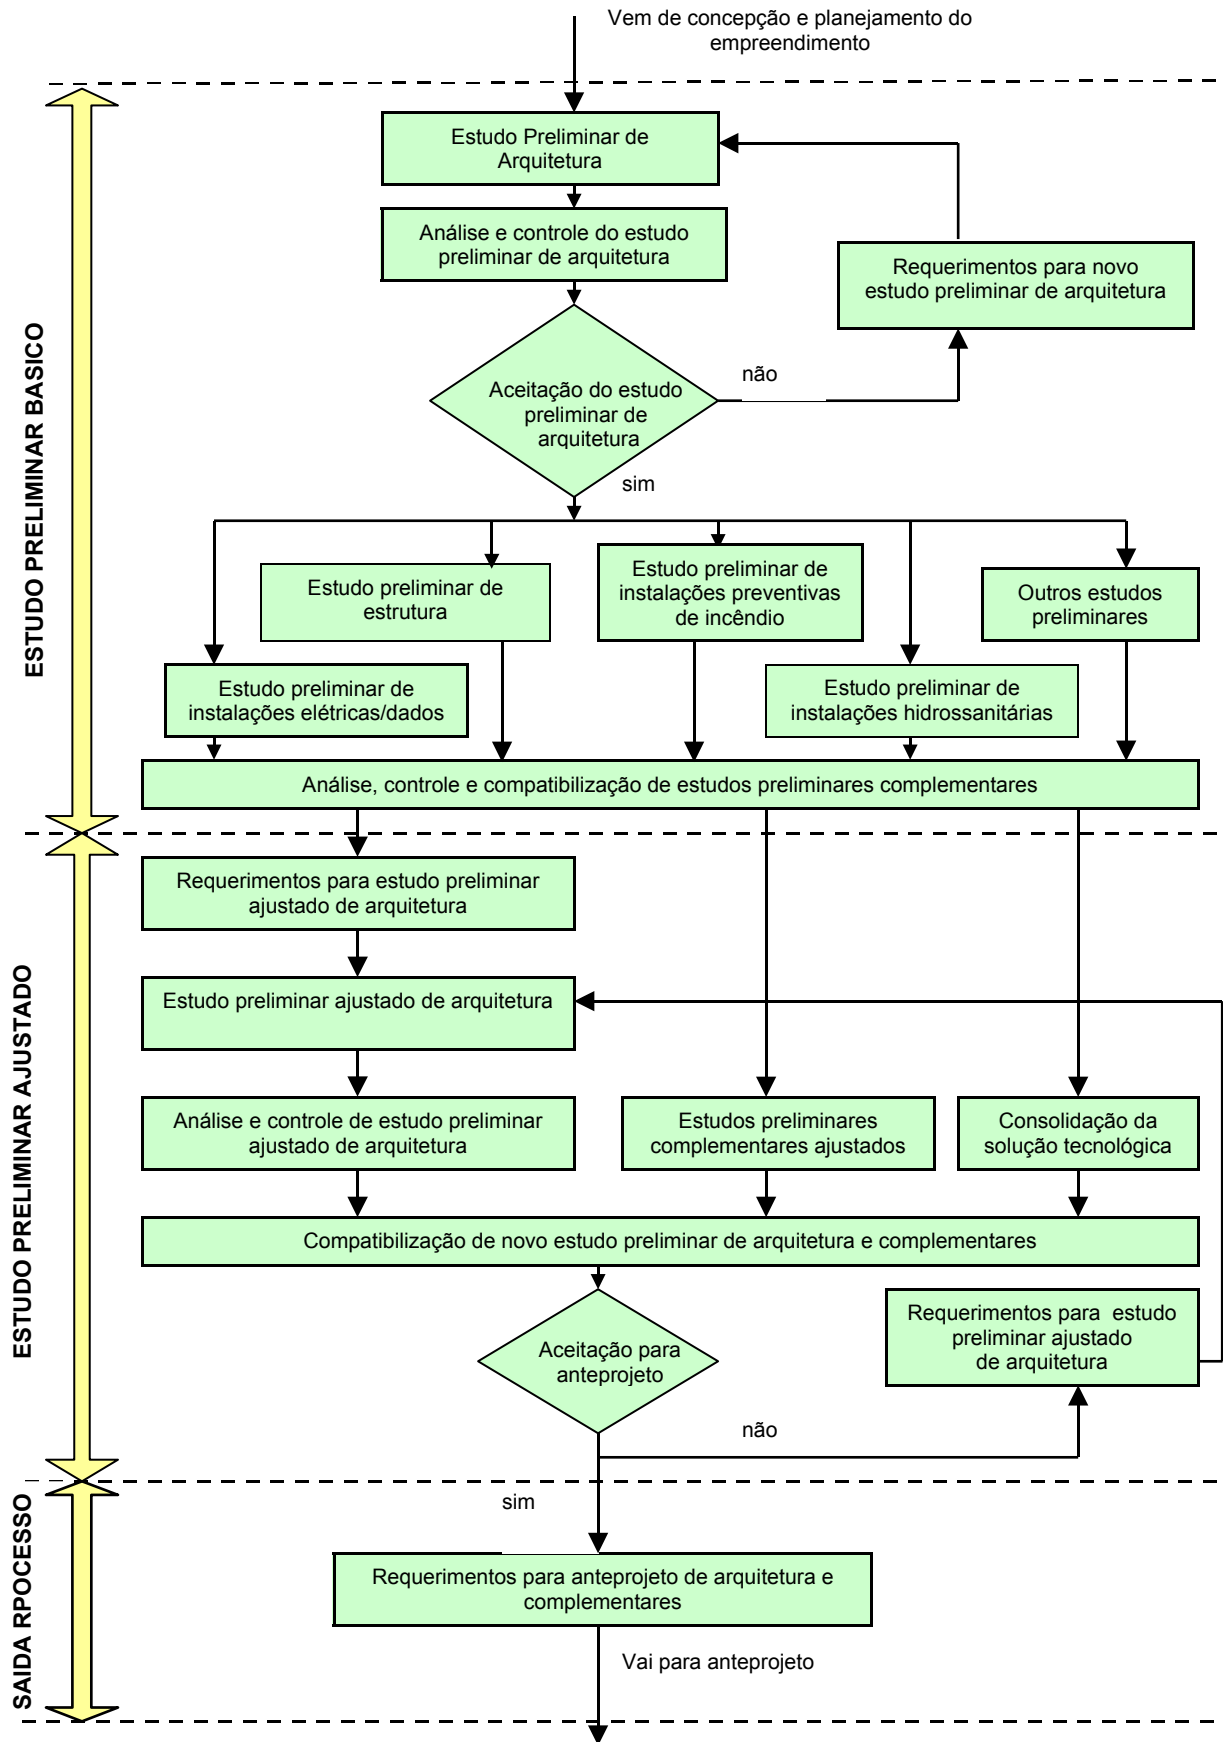 Vem de concepção e planejamento do
empreendimento
ESTUDO PRELIMINAR BASICO
Estudo Preliminar de
Arquitetura
Análise e controle do estudo
preliminar de arquitetura
Requerimentos para novo
estudo preliminar de arquitetura
Aceitação do estudo
preliminar de
arquitetura
não
sim
Estudo preliminar de
estrutura
Estudo preliminar de
instalações preventivas
de incêndio
Outros estudos
preliminares
Estudo preliminar de
instalações elétricas/dados
Estudo preliminar de
instalações hidrossanitárias
Análise, controle e compatibilização de estudos preliminares complementares
ESTUDO PRELIMINAR AJUSTADO
Requerimentos para estudo preliminar
ajustado de arquitetura
Estudo preliminar ajustado de arquitetura
Análise e controle de estudo preliminar
ajustado de arquitetura
Estudos preliminares
complementares ajustados
Consolidação da
solução tecnológica
Compatibilização de novo estudo preliminar de arquitetura e complementares
Aceitação para
anteprojeto
Requerimentos para estudo
preliminar ajustado
de arquitetura
não
SAIDA RPOCESSO
sim
Requerimentos para anteprojeto de arquitetura e
complementares
Vai para anteprojeto